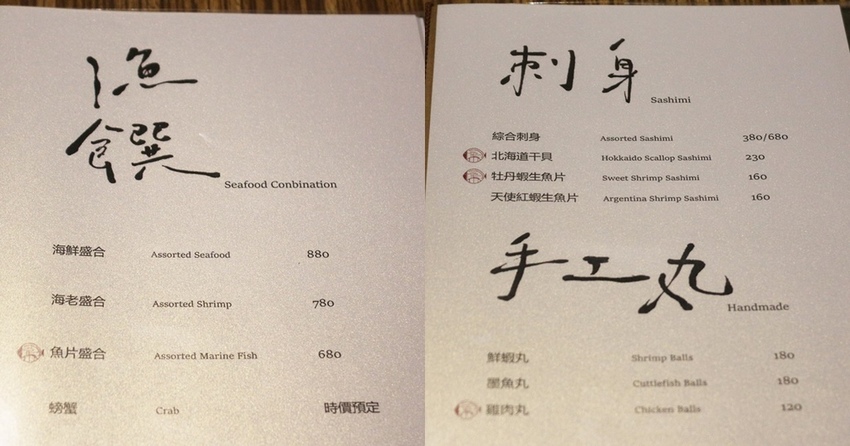 漁
饌
Seafood Conbination
海鮮盛合 Assorted Seafood 880
海老盛合 Assorted Shrimp 780
魚片盛合 Assorted Marine Fish 680
螃蟹 Crab 時價預定
刺身
Sashimi
綜合刺身 Assorted Sashimi 380/680
北海道干貝 Hokkaido Scallop Sashimi 230
牡丹蝦生魚片 Sweet Shrimp Sashimi 160
天使紅蝦生魚片 Argentina Shrimp Sashimi 160
手工丸
Handmade
鮮蝦丸 Shrimp Balls 180
墨魚丸 Cuttlefish Balls 180
雞肉丸 Chicken Balls 120